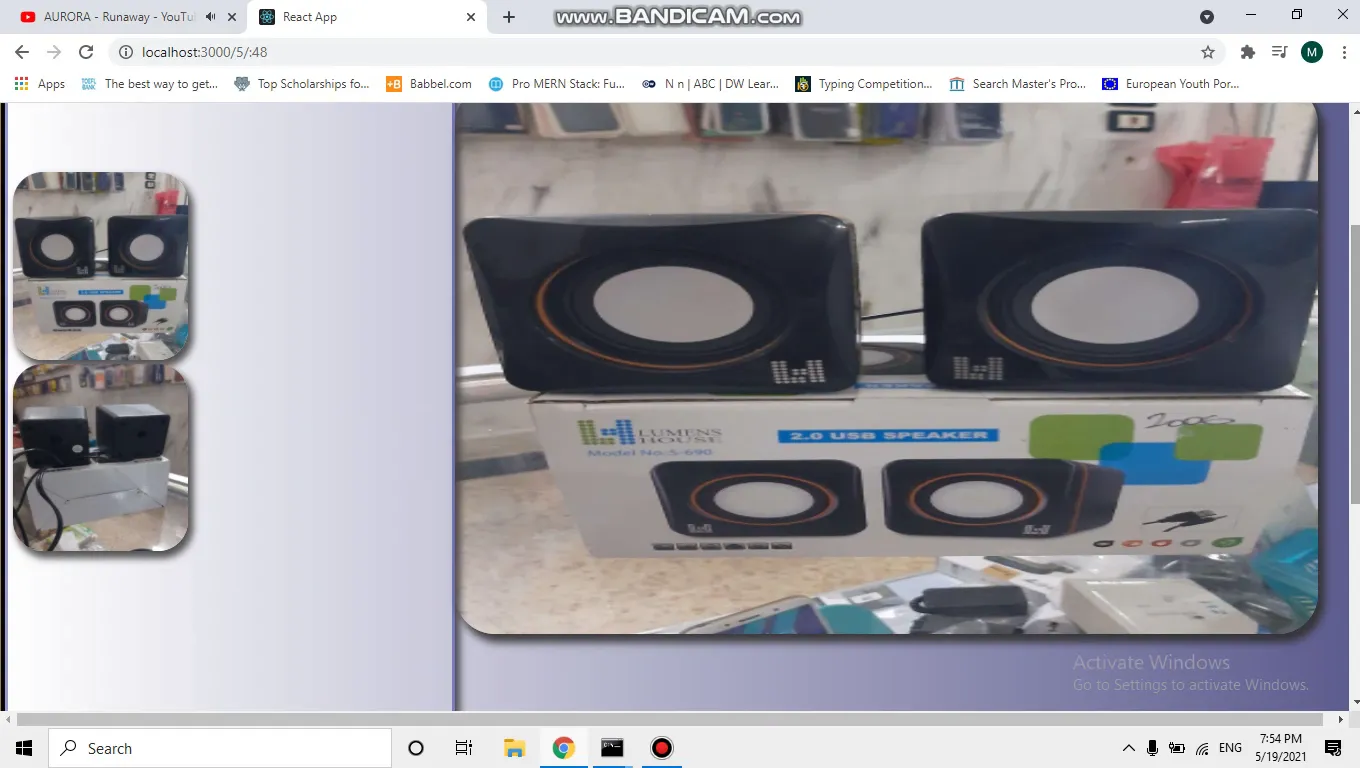 AURORA - Runaway - YouTu
React App
www.BANDICAM.com
localhost:3000/5/:48
M
Apps
TOEFL BANK
The best way to get...
Top Scholarships fo...
+B
Babbel.com
Pro MERN Stack: Fu...
N n | ABC | DW Lear...
Typing Competition...
Search Master's Pro...
European Youth Por...
LUMENS
HOUSE
2.0 USB SPEAKER
Model No:S-690
Activate Windows
Go to Settings to activate Windows.
Search
ENG
7:54 PM
5/19/2021